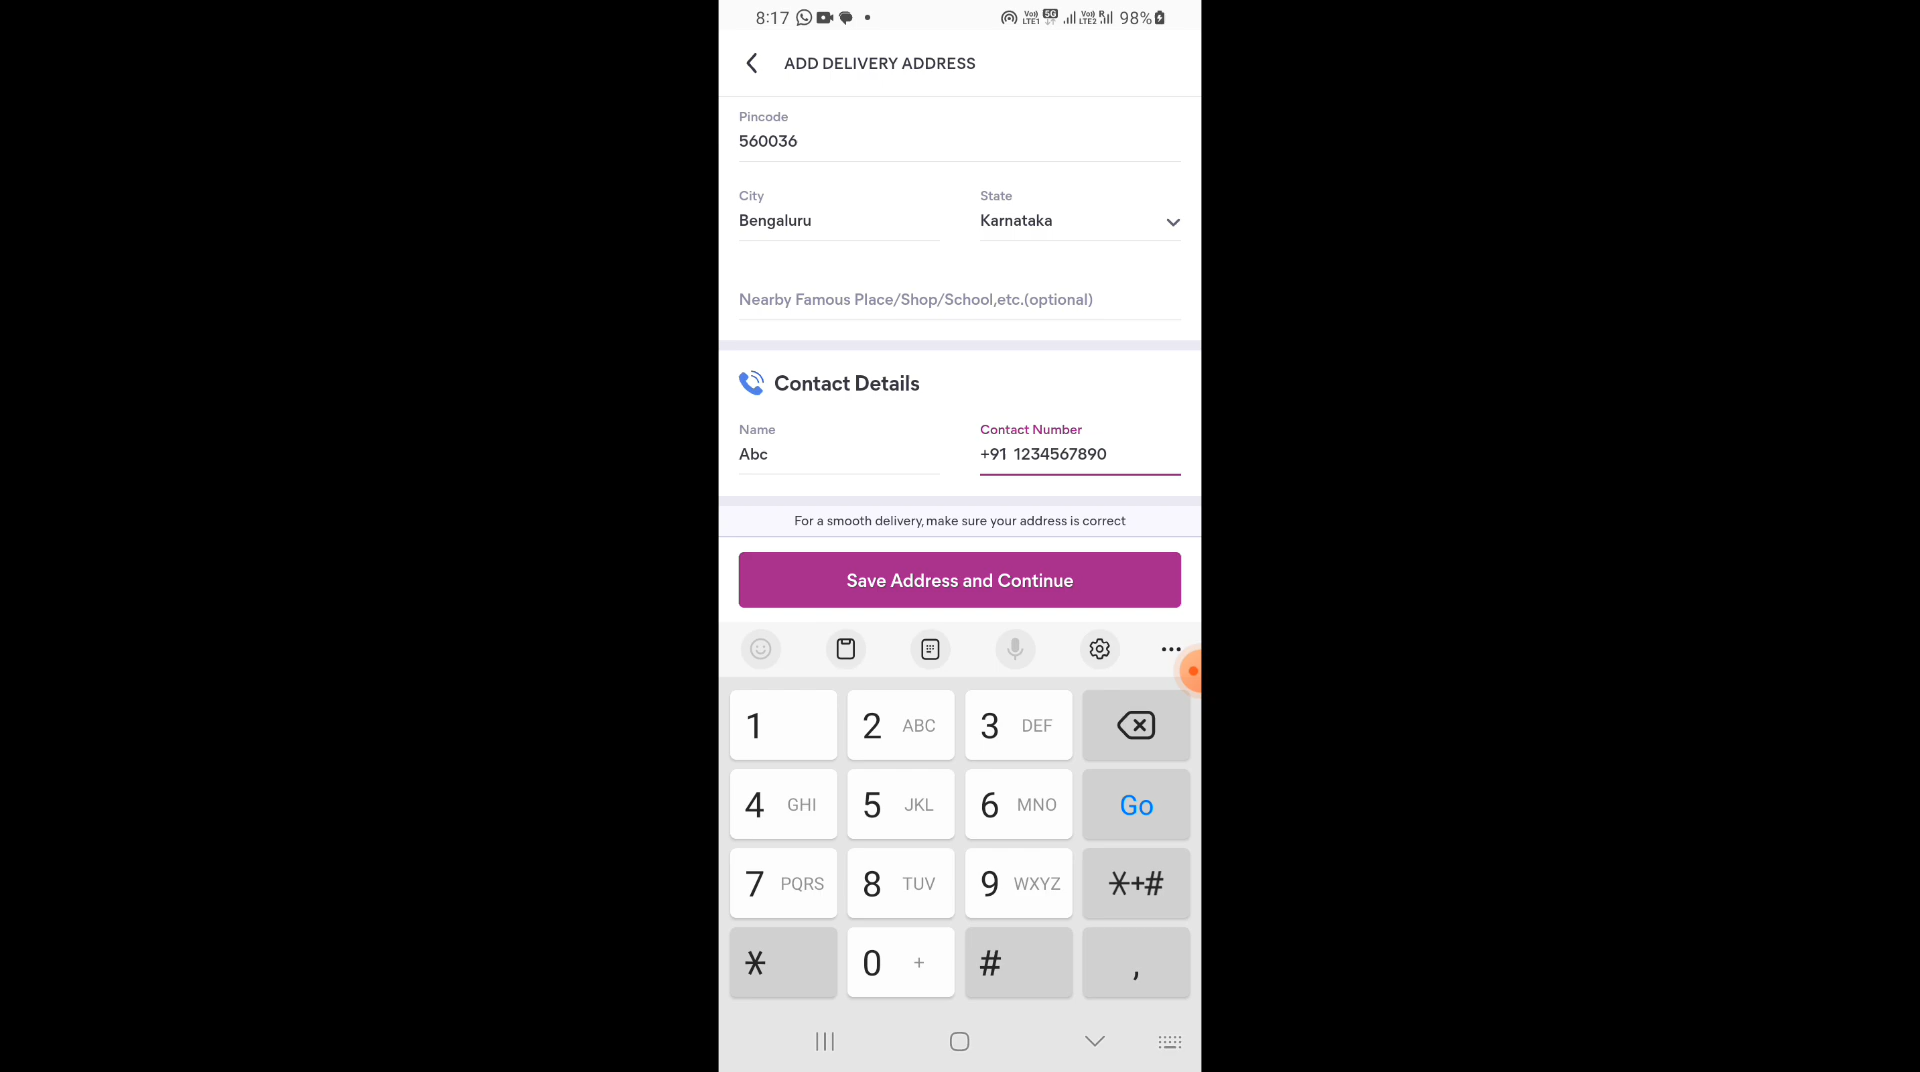 8:17 98%
ADD DELIVERY ADDRESS
Pincode
560036
City State
Bengaluru Karnataka
Nearby Famous Place/Shop/School,etc.(optional)
Contact Details
Name Contact Number
Abc +91 1234567890
For a smooth delivery, make sure your address is correct
Save Address and Continue
1 2 ABC 3 DEF
4 GHI 5 JKL 6 MNO Go
7 PQRS 8 TUV 9 WXYZ *+#
* 0 + # ,